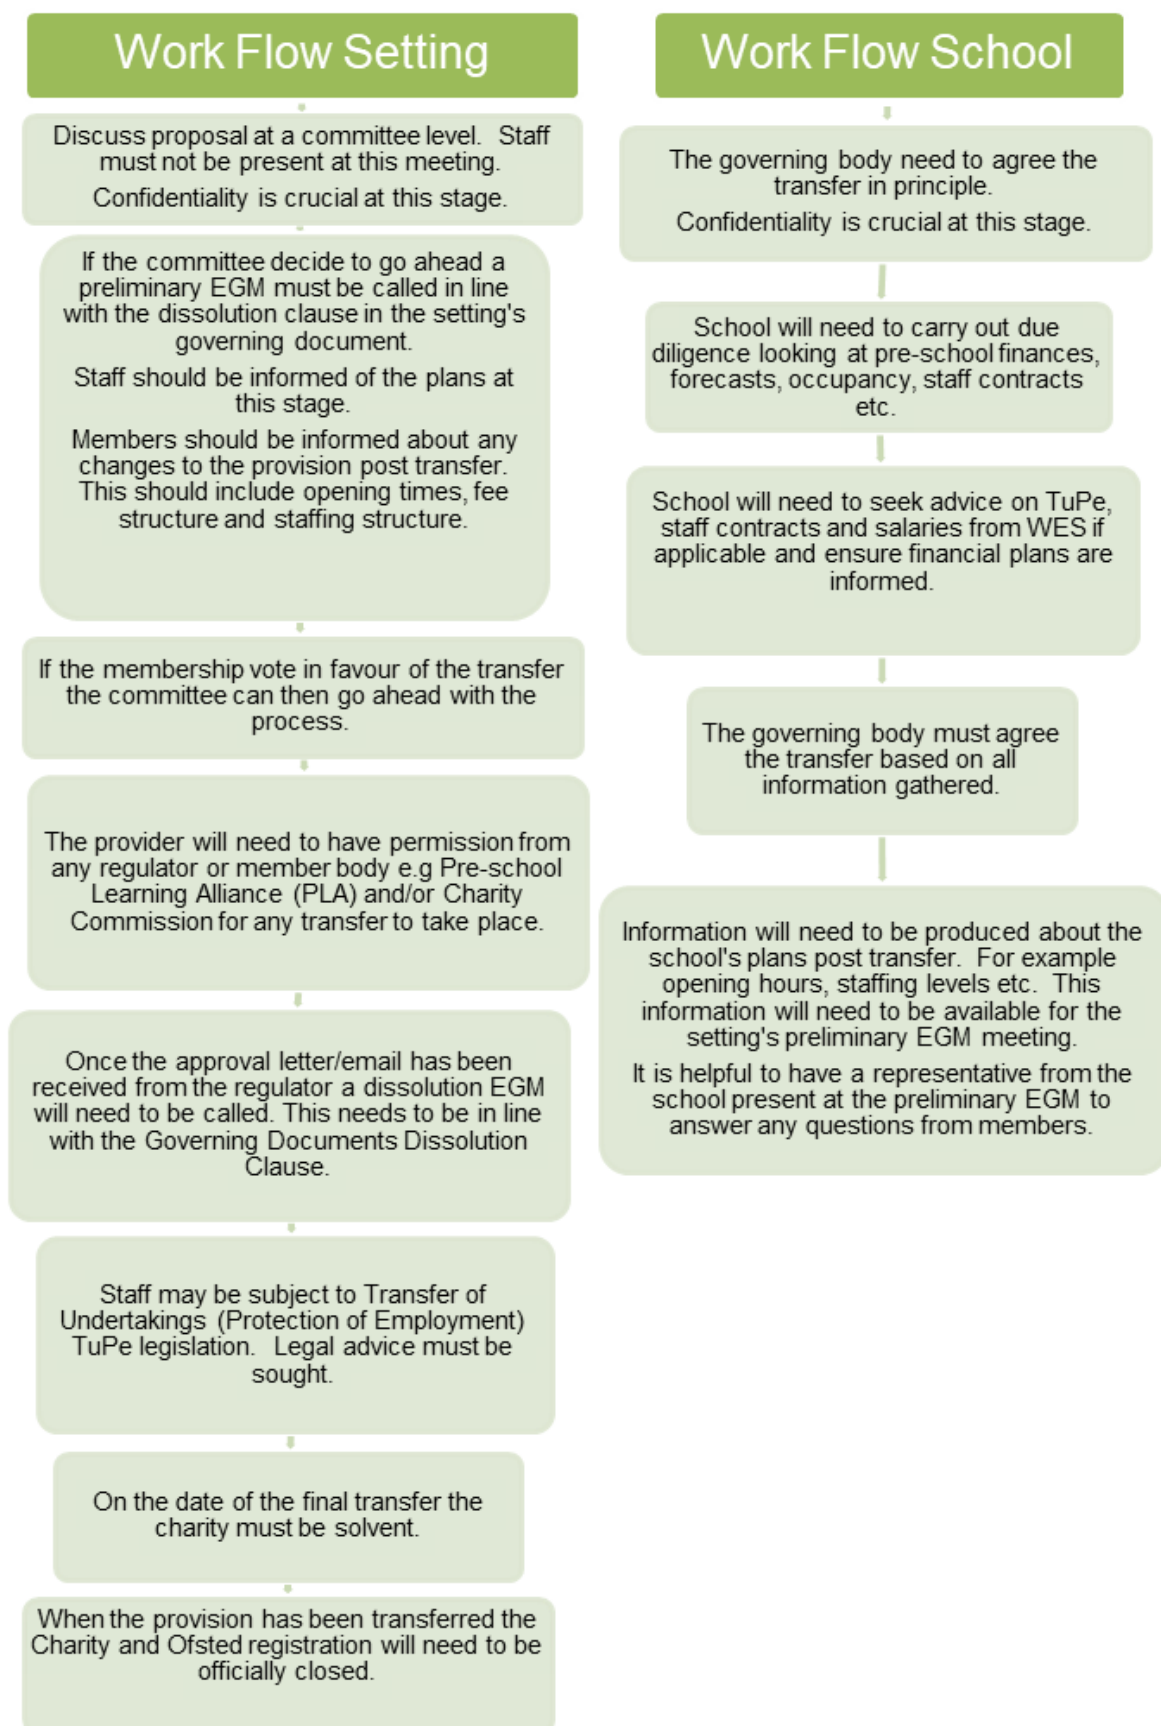 Work Flow Setting
Discuss proposal at a committee level.  Staff
must not be present at this meeting.
Confidentiality is crucial at this stage.
If the committee decide to go ahead a
preliminary EGM must be called in line
with the dissolution clause in the setting's
governing document.
Staff should be informed of the plans at
this stage.
Members should be informed about any
changes to the provision post transfer.
This should include opening times, fee
structure and staffing structure.
If the membership vote in favour of the transfer
the committee can then go ahead with the
process.
The provider will need to have permission from
any regulator or member body e.g Pre-school
Learning Alliance (PLA) and/or Charity
Commission for any transfer to take place.
Once the approval letter/email has been
received from the regulator a dissolution EGM
will need to be called. This needs to be in line
with the Governing Documents Dissolution
Clause.
Staff may be subject to Transfer of
Undertakings (Protection of Employment)
TuPe legislation.  Legal advice must be
sought.
On the date of the final transfer the
charity must be solvent.
When the provision has been transferred the
Charity and Ofsted registration will need to be
officially closed.
Work Flow School
The governing body need to agree the
transfer in principle.
Confidentiality is crucial at this stage.
School will need to carry out due
diligence looking at pre-school finances,
forecasts, occupancy, staff contracts
etc.
School will need to seek advice on TuPe,
staff contracts and salaries from WES if
applicable and ensure financial plans are
informed.
The governing body must agree
the transfer based on all
information gathered.
Information will need to be produced about the
school's plans post transfer.  For example
opening hours, staffing levels etc.  This
information will need to be available for the
setting's preliminary EGM meeting.
It is helpful to have a representative from the
school present at the preliminary EGM to
answer any questions from members.